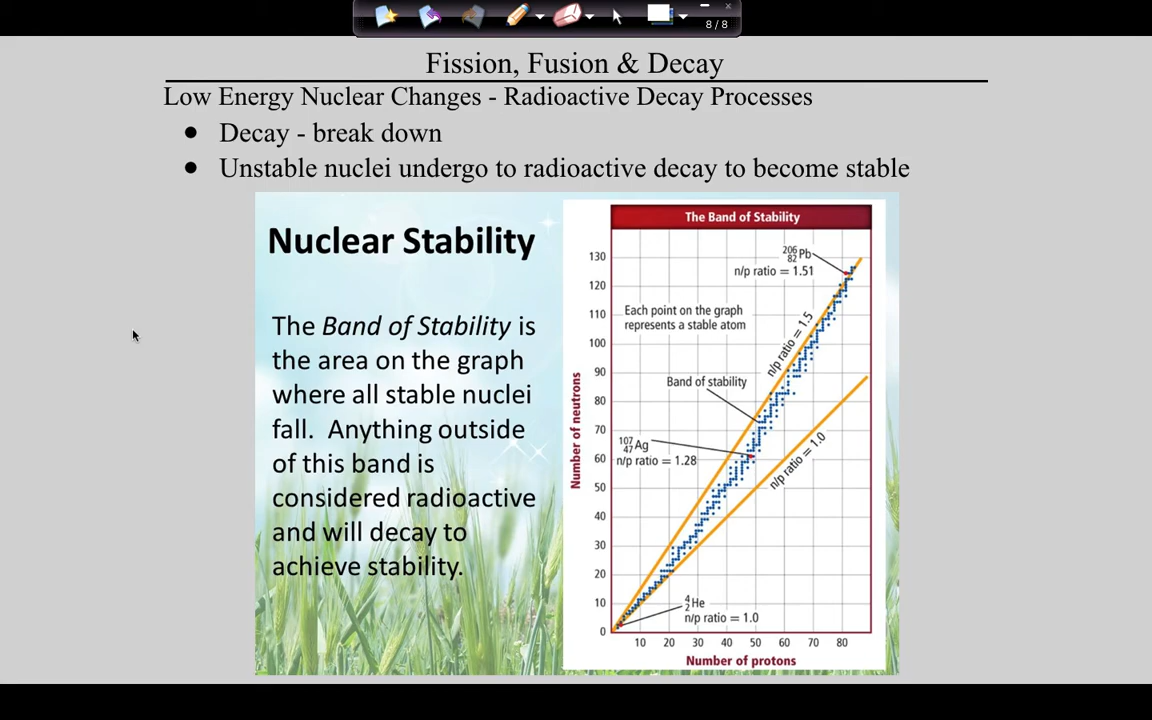 8 / 8
Fission, Fusion & Decay
Low Energy Nuclear Changes - Radioactive Decay Processes
● Decay - break down
● Unstable nuclei undergo to radioactive decay to become stable
Nuclear Stability
The Band of Stability is
the area on the graph
where all stable nuclei
fall. Anything outside
of this band is
considered radioactive
and will decay to
achieve stability.
The Band of Stability
Number of neutrons
130
120
110
100
90
80
70
60
50
40
30
20
10
0
206 82 Pb
n/p ratio = 1.51
Each point on the graph
represents a stable atom
n/p ratio = 1.5
Band of stability
107 47 Ag
n/p ratio = 1.28
n/p ratio = 1.0
4 2 He
n/p ratio = 1.0
10 20 30 40 50 60 70 80
Number of protons